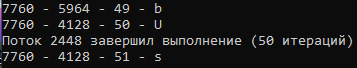 7760 - 5964 - 49 - b
7760 - 4128 - 50 - U
Поток 2448 завершил выполнение (50 итераций)
7760 - 4128 - 51 - s